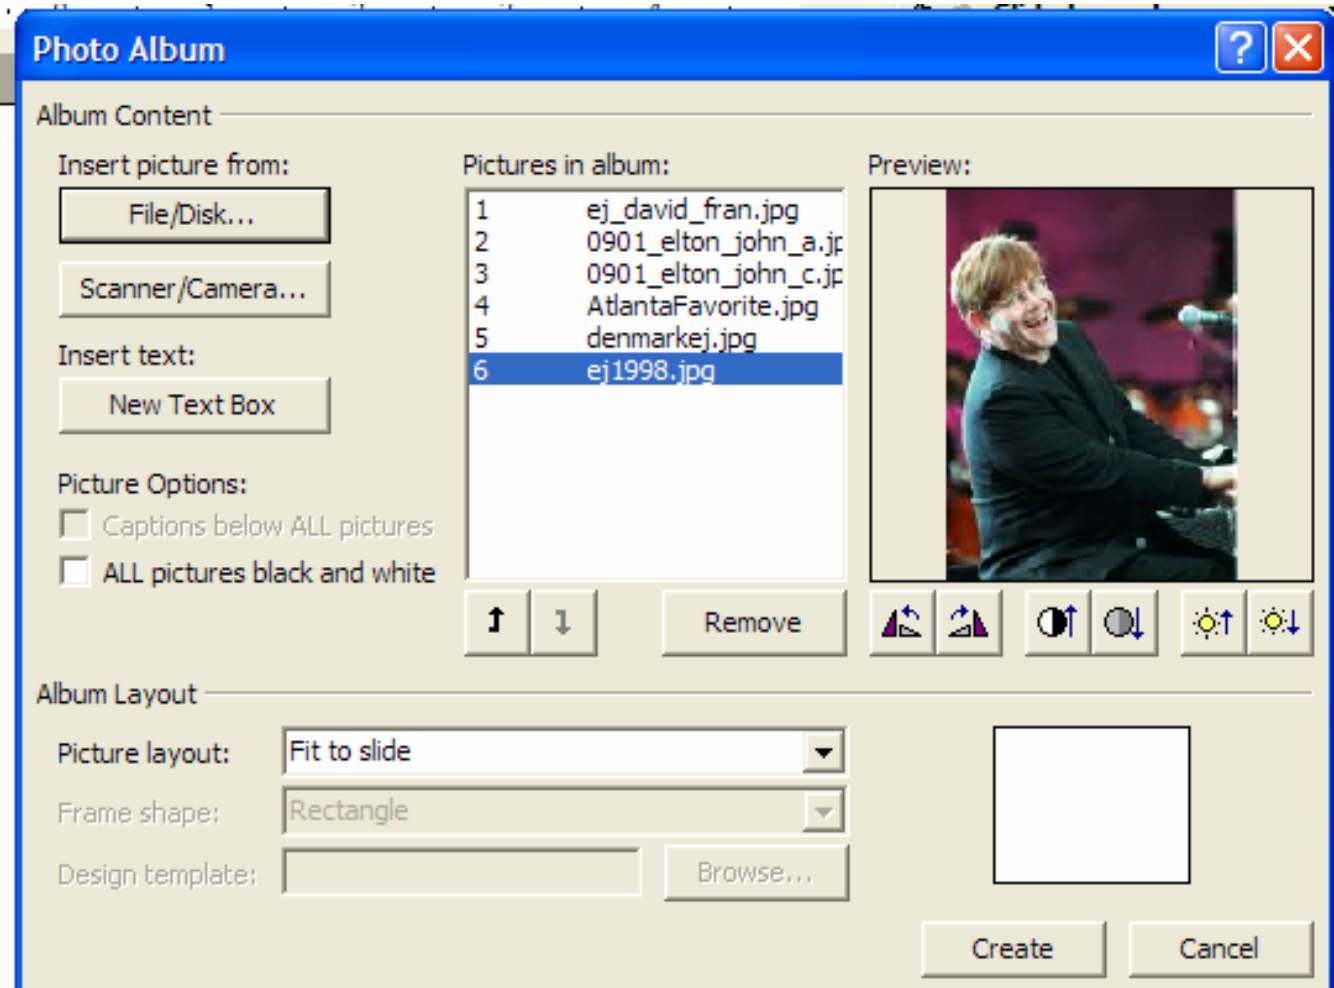 Photo Album
Album Content
Insert picture from:
File/Disk...
Scanner/Camera...
Insert text:
New Text Box
Picture Options:
Captions below ALL pictures
ALL pictures black and white
Pictures in album:
1 ej_david_fran.jpg
2 0901_elton_john_a.jp
3 0901_elton_john_c.jp
4 AtlantaFavorite.jpg
5 denmarkej.jpg
6 ej1998.jpg
Remove
Preview:
Album Layout
Picture layout: Fit to slide
Frame shape: Rectangle
Design template: Browse...
Create Cancel